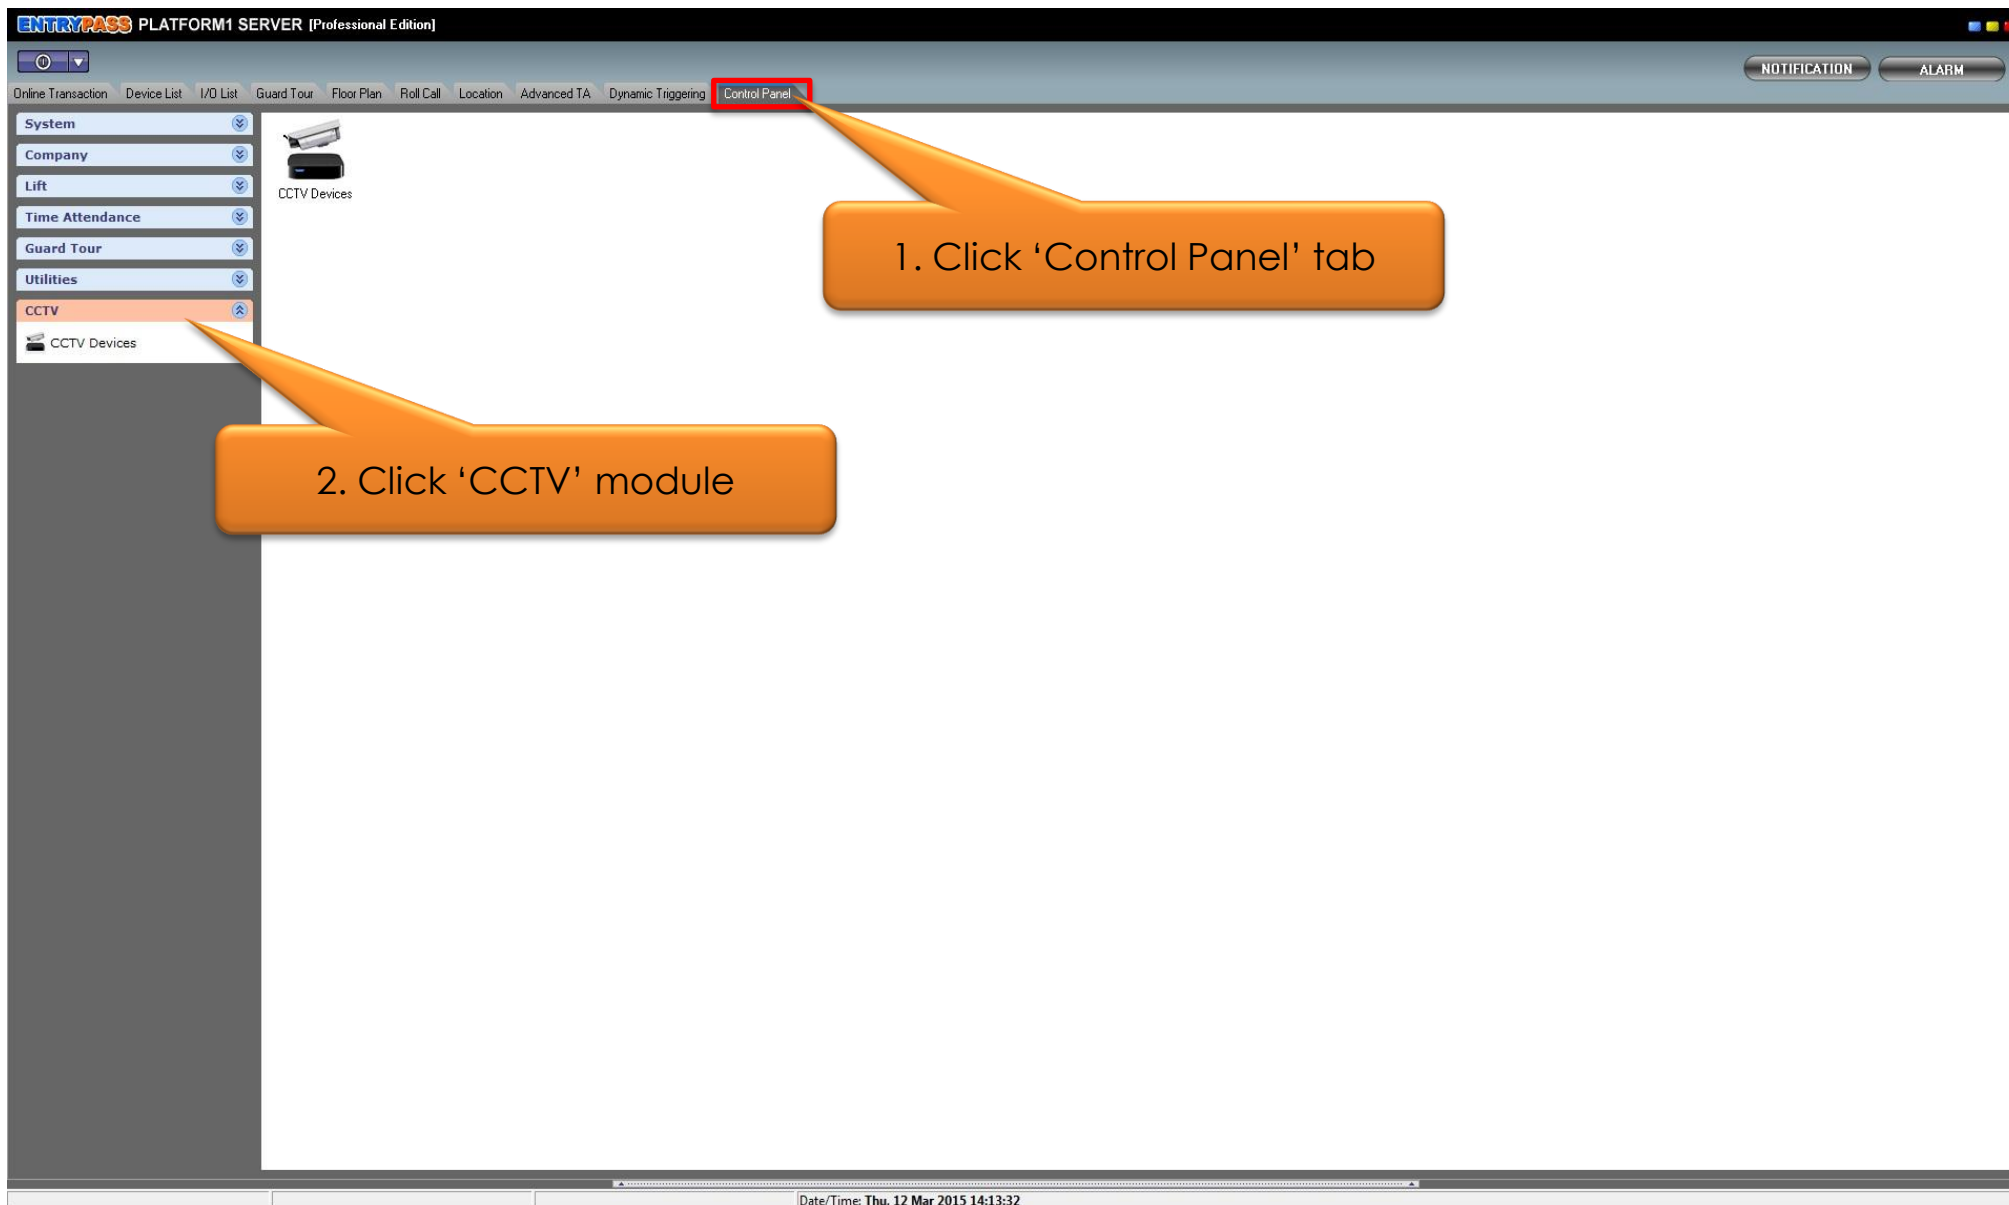 ENTRYPASS PLATFORM1 SERVER [Professional Edition]
NOTIFICATION ALARM
Online Transaction Device List I/O List Guard Tour Floor Plan Roll Call Location Advanced TA Dynamic Triggering Control Panel
System
Company
Lift
Time Attendance
Guard Tour
Utilities
CCTV
CCTV Devices
CCTV Devices
1. Click ‘Control Panel’ tab
2. Click ‘CCTV’ module
Date/Time: Thu, 12 Mar 2015 14:13:32